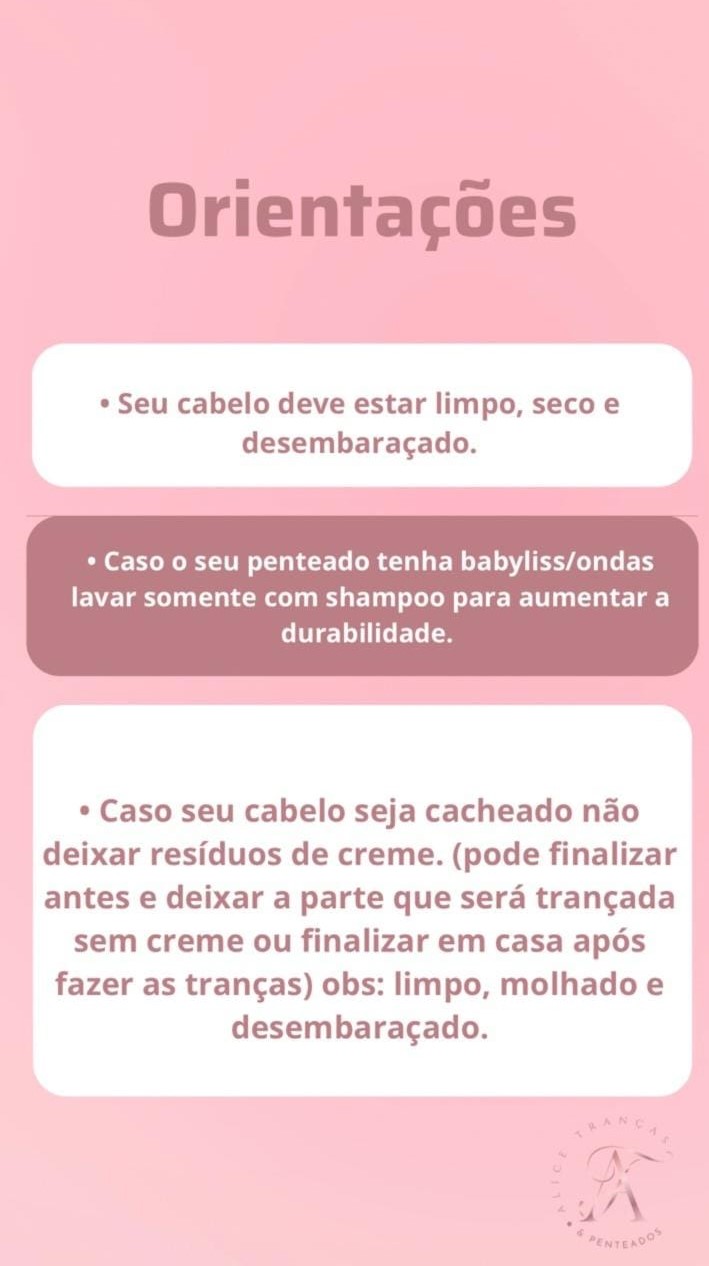 Orientações
• Seu cabelo deve estar limpo, seco e
desembaraçado.
• Caso o seu penteado tenha babyliss/ondas
lavar somente com shampoo para aumentar a
durabilidade.
• Caso seu cabelo seja cacheado não
deixar resíduos de creme. (pode finalizar
antes e deixar a parte que será trançada
sem creme ou finalizar em casa após
fazer as tranças) obs: limpo, molhado e
desembaraçado.
ALICE TRANÇAS
& PENTEADOS